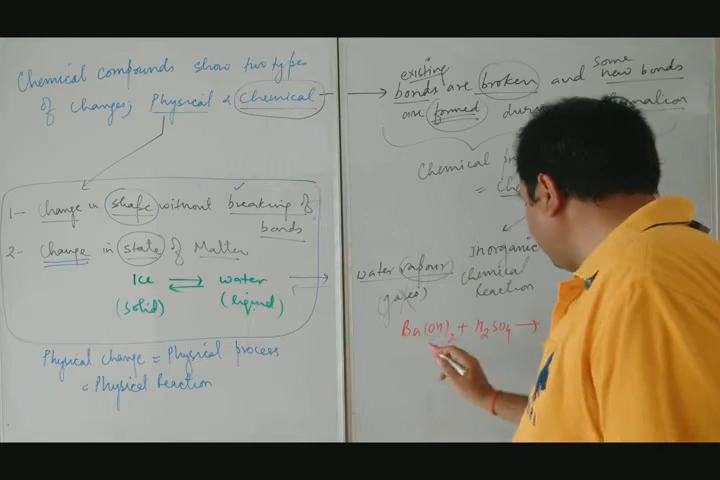 Chemical compounds show two type
of changes; Physical & Chemical
1- Change in shape without breaking of
bonds
2- Change in state of Matter
Ice ⇌ water
(solid) (liquid)
Physical change = Physical process
= Physical Reaction
existing some
bonds are broken and new bonds
are formed
Chemical
water vapour
(gases)
Inorganic
Chemical
Reaction
Ba(OH)2 + H2SO4 →